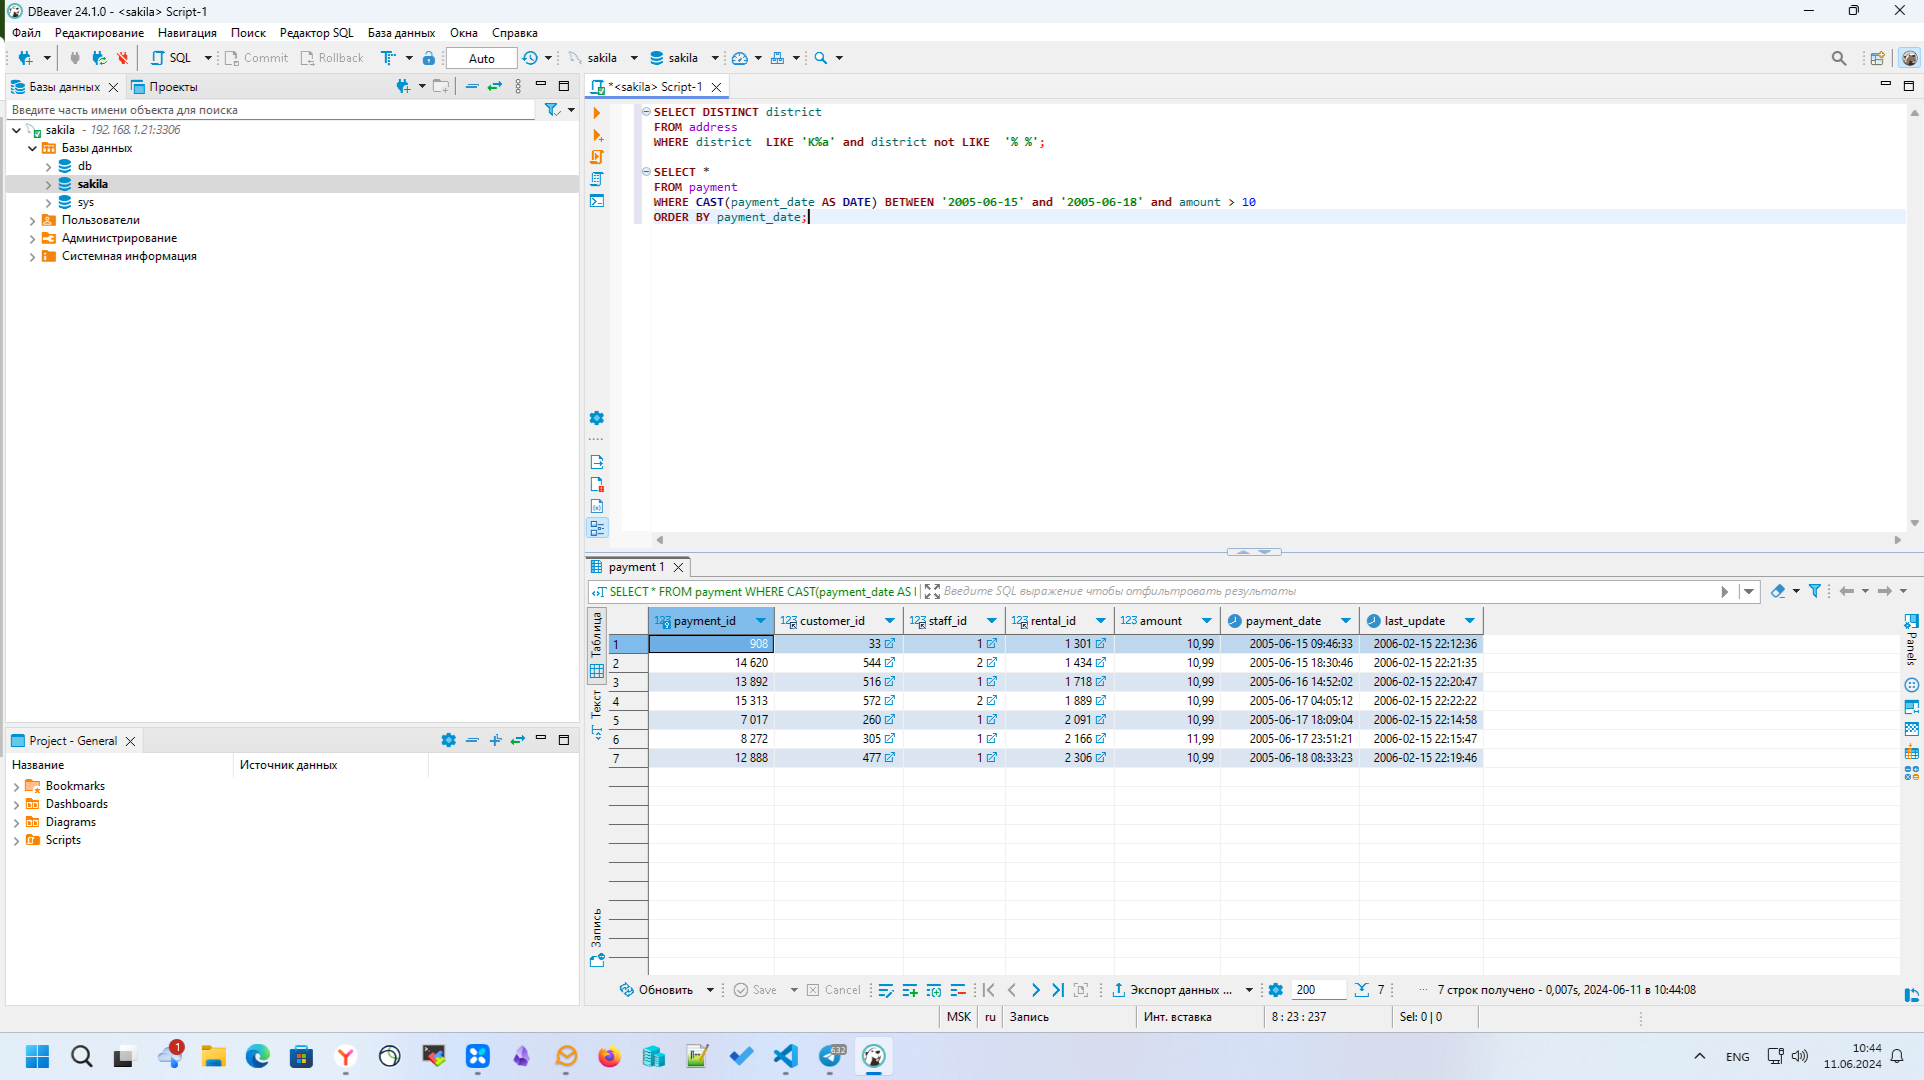 DBeaver 24.1.0 - <sakila> Script-1
Файл Редактирование Навигация Поиск Редактор SQL База данных Окна Справка
SQL Commit Rollback Auto sakila sakila
Базы данных Проекты
Введите часть имени объекта для поиска
sakila - 192.168.1.21:3306
Базы данных
db
sakila
sys
Пользователи
Администрирование
Системная информация
Project - General
Название Источник данных
Bookmarks
Dashboards
Diagrams
Scripts
*<sakila> Script-1
SELECT DISTINCT district
FROM address
WHERE district  LIKE 'K%a' and district not LIKE  '% %';
SELECT *
FROM payment
WHERE CAST(payment_date AS DATE) BETWEEN '2005-06-15' and '2005-06-18' and amount > 10
ORDER BY payment_date;
payment 1
SELECT * FROM payment WHERE CAST(payment_date AS Введите SQL выражение чтобы отфильтровать результаты
Таблица
Текст
Запись
Panels
123 payment_id 123 customer_id 123 staff_id 123 rental_id 123 amount payment_date last_update
1 908 33 1 1 301 10,99 2005-06-15 09:46:33 2006-02-15 22:12:36
2 14 620 544 2 1 434 10,99 2005-06-15 18:30:46 2006-02-15 22:21:35
3 13 892 516 1 1 718 10,99 2005-06-16 14:52:02 2006-02-15 22:20:47
4 15 313 572 2 1 889 10,99 2005-06-17 04:05:12 2006-02-15 22:22:22
5 7 017 260 1 2 091 10,99 2005-06-17 18:09:04 2006-02-15 22:14:58
6 8 272 305 1 2 166 11,99 2005-06-17 23:51:21 2006-02-15 22:15:47
7 12 888 477 1 2 306 10,99 2005-06-18 08:33:23 2006-02-15 22:19:46
Обновить Save Cancel Экспорт данных ... 200 7 ··· 7 строк получено - 0,007s, 2024-06-11 в 10:44:08
MSK ru Запись Инт. вставка 8 : 23 : 237 Sel: 0 | 0
1 632 ENG 10:44
11.06.2024